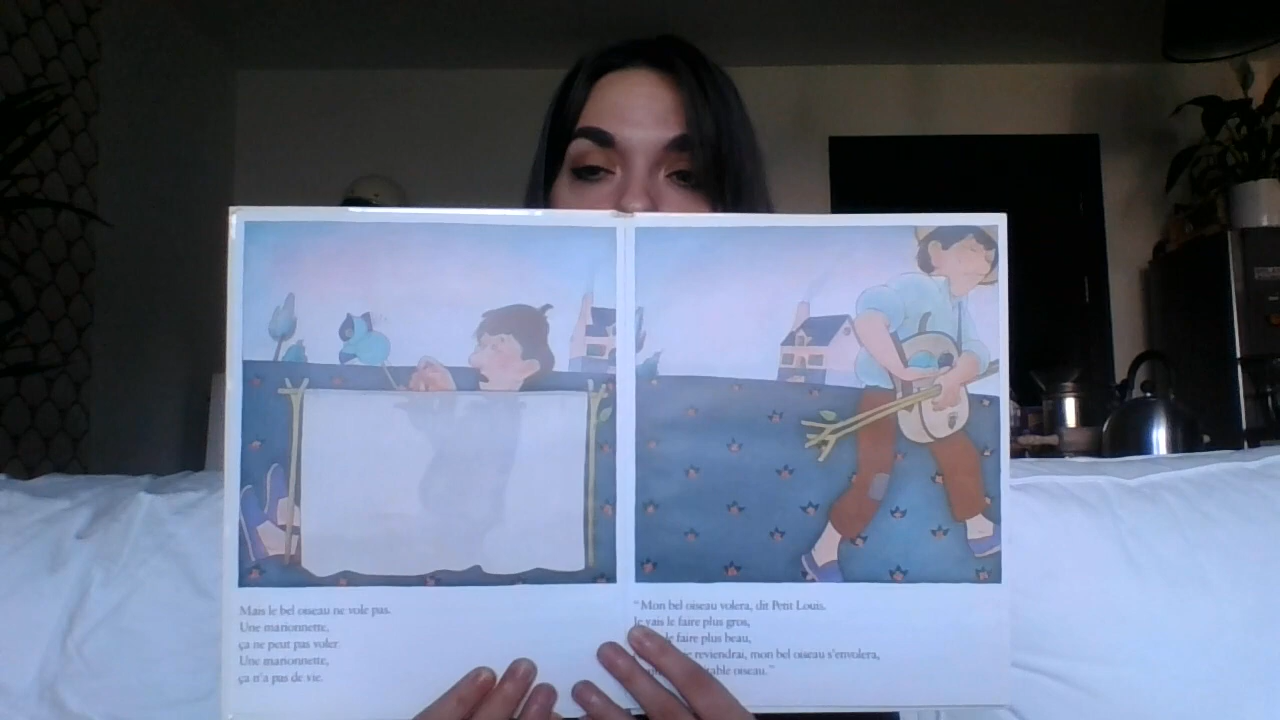 Mais le bel oiseau ne vole pas.
Une marionnette,
ça ne peut pas voler.
Une marionnette,
ça n'a pas de vie.
"Mon bel oiseau volera, dit Petit Louis.
Je vais le faire plus gros,
le faire plus beau,
reviendrai, mon bel oiseau s'envolera,
oiseau."